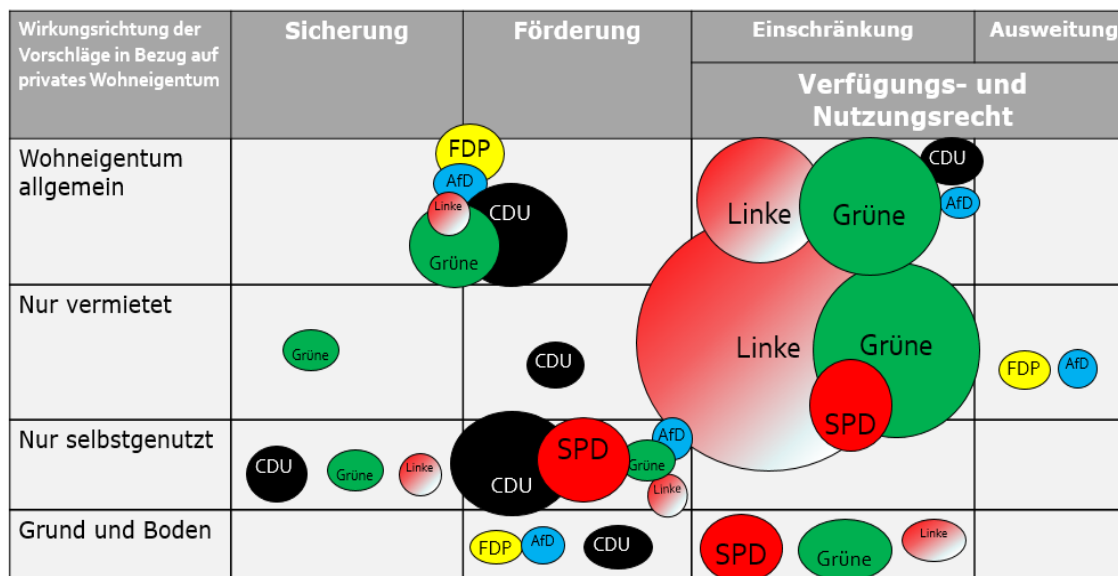 Wirkungsrichtung der
Vorschläge in Bezug auf
privates Wohneigentum
Sicherung
Förderung
Einschränkung
Ausweitung
Verfügungs- und
Nutzungsrecht
Wohneigentum
allgemein
FDP
AfD
Linke
CDU
Grüne
Linke
Grüne
CDU
AfD
Nur vermietet
Grüne
CDU
Linke
Grüne
SPD
FDP
AfD
Nur selbstgenutzt
CDU
Grüne
Linke
CDU
SPD
AfD
Grüne
Linke
Grund und Boden
FDP
AfD
CDU
SPD
Grüne
Linke